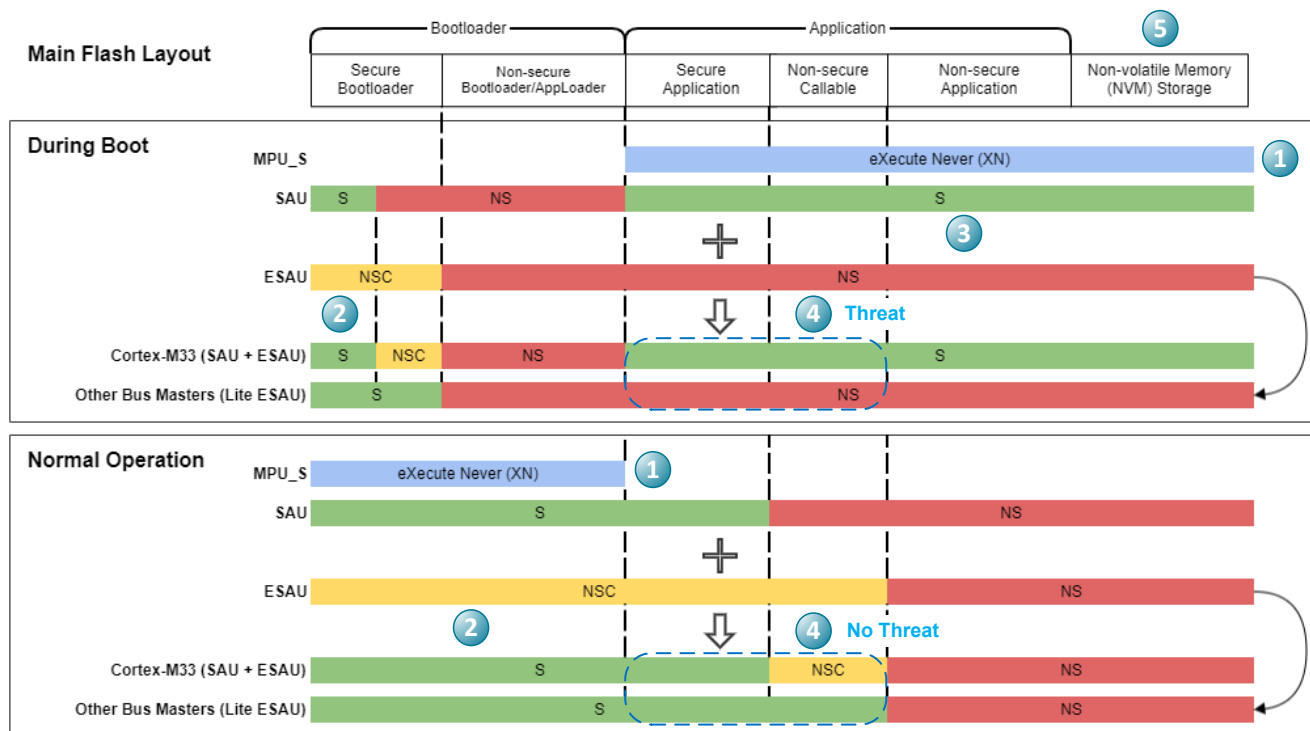 Main Flash Layout
Bootloader
Application
5
Secure
Bootloader
Non-secure
Bootloader/AppLoader
Secure
Application
Non-secure
Callable
Non-secure
Application
Non-volatile Memory
(NVM) Storage
During Boot
MPU_S
eXecute Never (XN)
1
SAU
S
NS
S
3
ESAU
NSC
NS
2
4
Threat
Cortex-M33 (SAU + ESAU)
S
NSC
NS
S
Other Bus Masters (Lite ESAU)
S
NS
Normal Operation
MPU_S
eXecute Never (XN)
1
SAU
S
NS
ESAU
NSC
NS
2
4
No Threat
Cortex-M33 (SAU + ESAU)
S
NSC
NS
Other Bus Masters (Lite ESAU)
S
NS